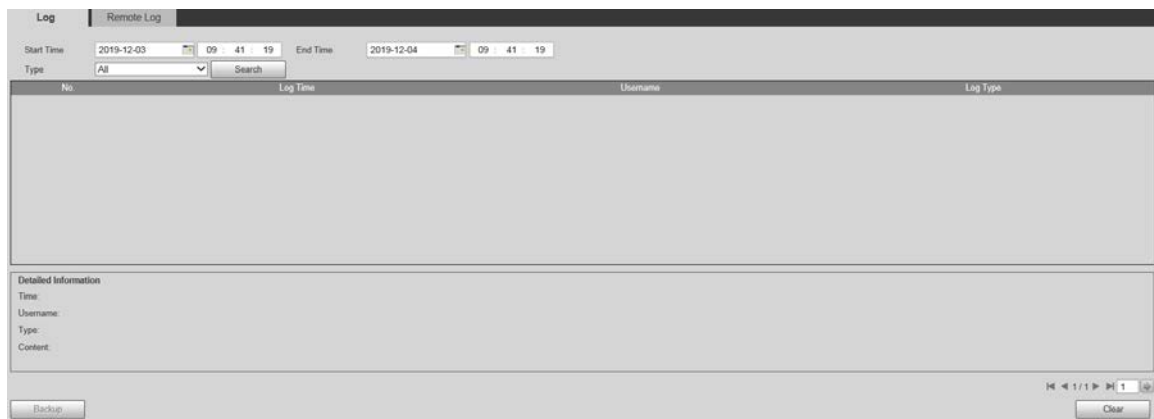 Log Remote Log
Start Time 2019-12-03 09 : 41 : 19 End Time 2019-12-04 09 : 41 : 19
Type All Search
No. Log Time Username Log Type
Detailed Information
Time:
Username:
Type:
Content:
1/1 1
Backup Clear